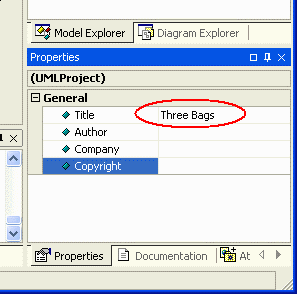 Model Explorer Diagram Explorer
Properties
(UMLProject)
General
Title Three Bags
Author
Company
Copyright
Properties Documentation At